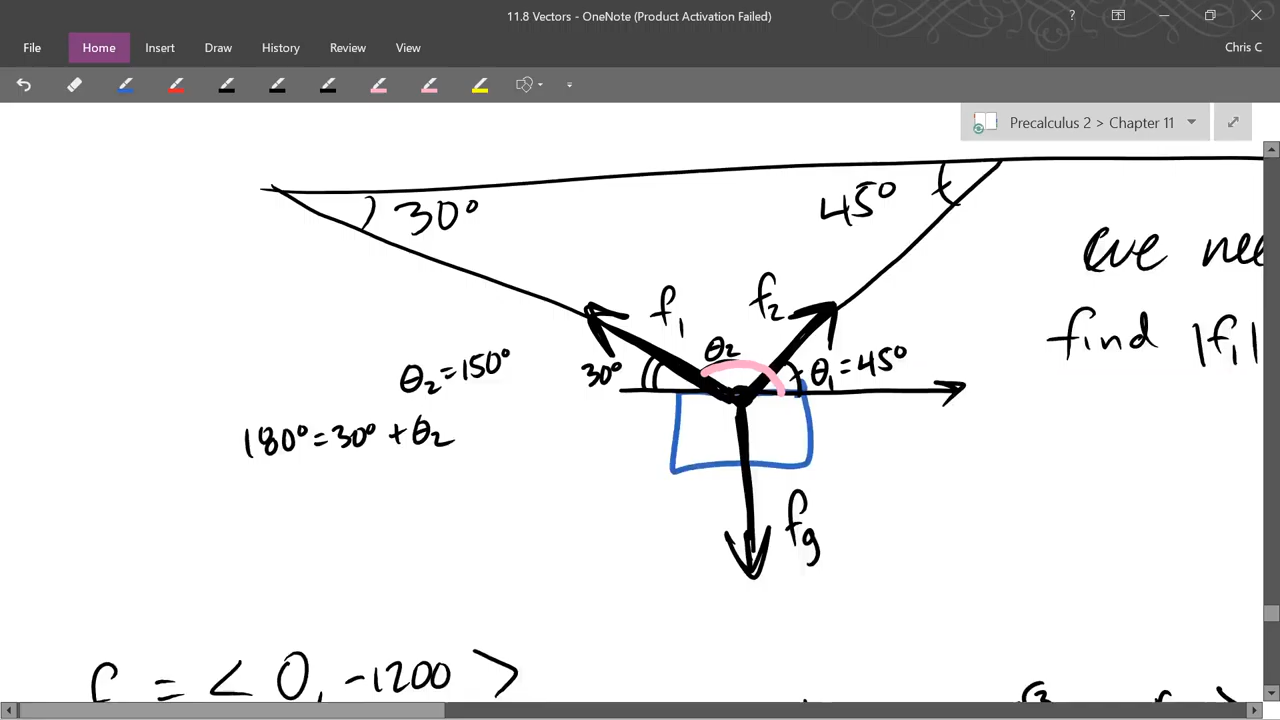 11.8 Vectors - OneNote (Product Activation Failed)
?
File Home Insert Draw History Review View
Chris C
Precalculus 2 > Chapter 11
30°
45°
we nee
find |f₁|
f₁
f₂
θ₂
30°
θ₁=45°
θ₂=150°
180°=30°+θ₂
fg
f = < 0, -1200 >